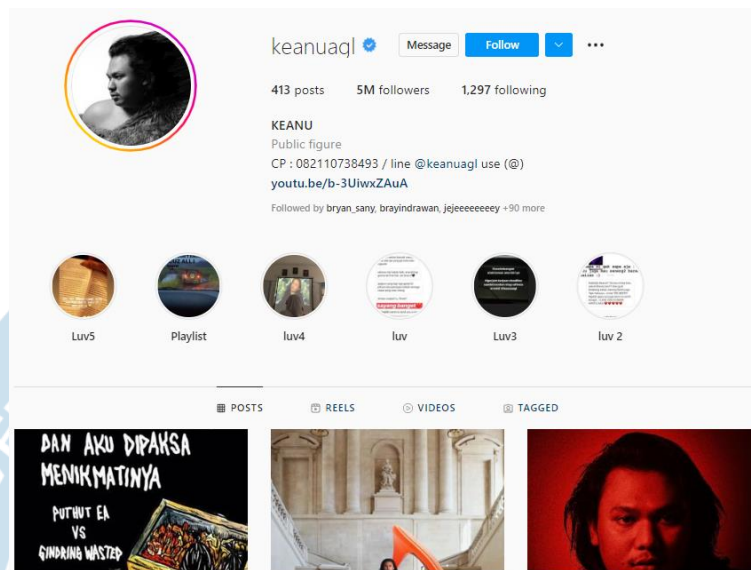 keanuagl Message Follow
413 posts 5M followers 1,297 following
KEANU
Public figure
CP : 082110738493 / line @keanuagl use (@)
youtu.be/b-3UiwxZAuA
Followed by bryan_sany, brayindrawan, jejeeeeeeeey +90 more
sayang banget
Luv5 Playlist luv4 luv Luv3 luv 2
POSTS REELS VIDEOS TAGGED
DAN AKU DIPAKSA
MENIKMATINYA
PUTHUT EA
VS
GINDRING WASTED